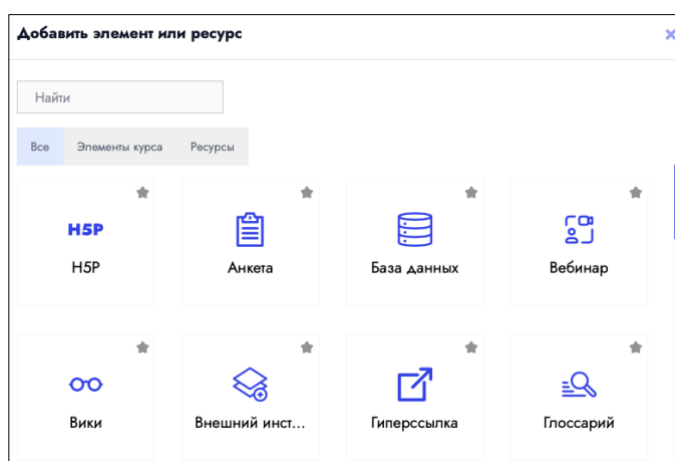 Добавить элемент или ресурс
Найти
Все Элементы курса Ресурсы
H5P
H5P Анкета База данных Вебинар
Вики Внешний инст... Гиперссылка Глоссарий